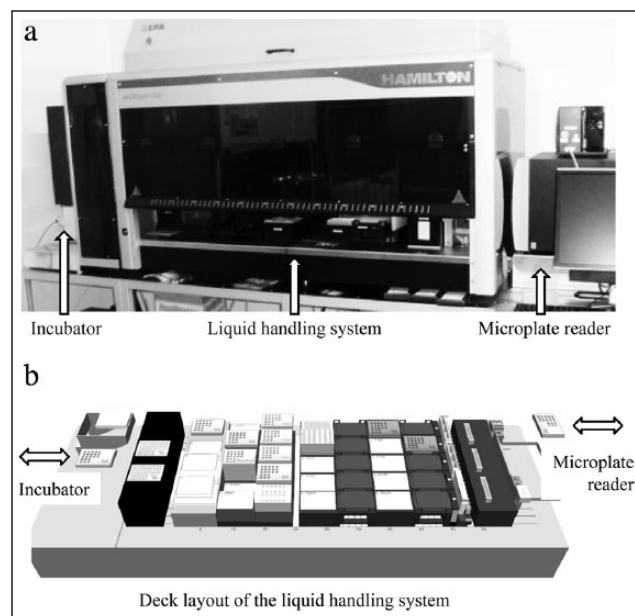 a
HAMILTON
Incubator
Liquid handling system
Microplate reader
b
Incubator
Microplate
reader
Deck layout of the liquid handling system